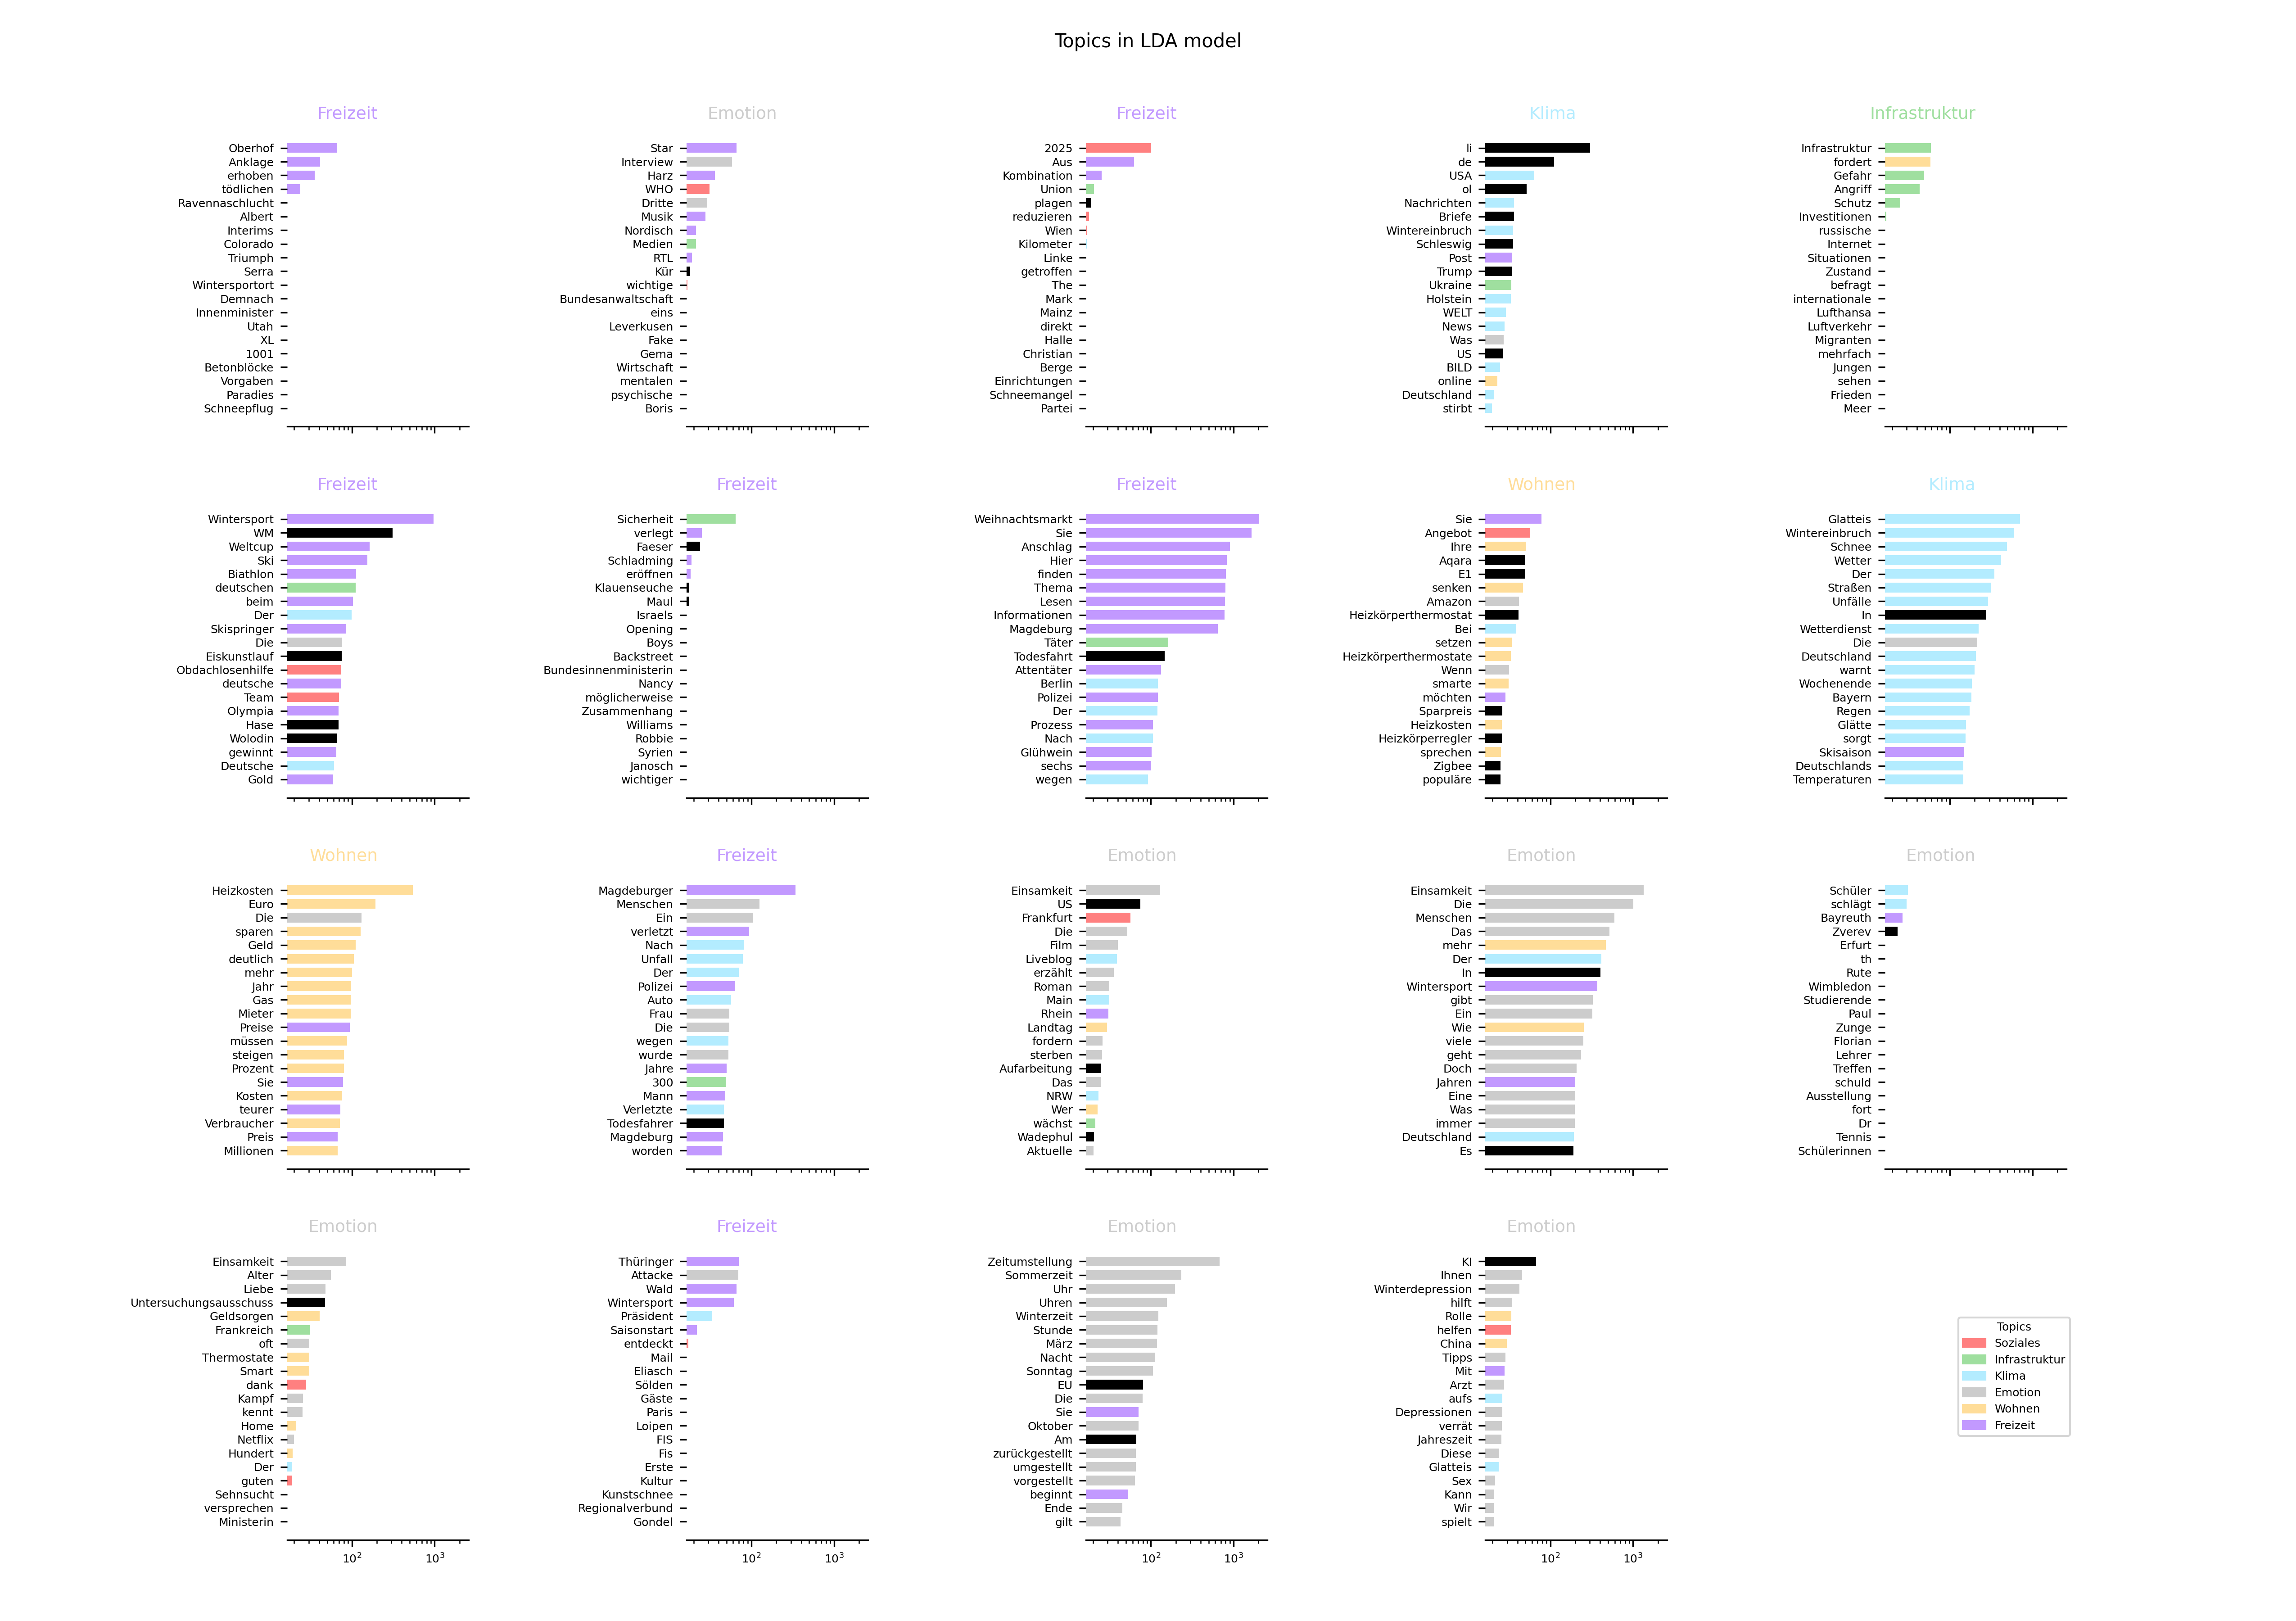 Topics in LDA model
Freizeit
Oberhof
Anklage
erhoben
tödlichen
Ravennaschlucht
Albert
Interims
Colorado
Triumph
Serra
Wintersportort
Demnach
Innenminister
Utah
XL
1001
Betonblöcke
Vorgaben
Paradies
Schneepflug
Emotion
Star
Interview
Harz
WHO
Dritte
Musik
Nordisch
Medien
RTL
Kür
wichtige
Bundesanwaltschaft
eins
Leverkusen
Fake
Gema
Wirtschaft
mentalen
psychische
Boris
Freizeit
2025
Aus
Kombination
Union
plagen
reduzieren
Wien
Kilometer
Linke
getroffen
The
Mark
Mainz
direkt
Halle
Christian
Berge
Einrichtungen
Schneemangel
Partei
Klima
li
de
USA
ol
Nachrichten
Briefe
Wintereinbruch
Schleswig
Post
Trump
Ukraine
Holstein
WELT
News
Was
US
BILD
online
Deutschland
stirbt
Infrastruktur
Infrastruktur
fordert
Gefahr
Angriff
Schutz
Investitionen
russische
Internet
Situationen
Zustand
befragt
internationale
Lufthansa
Luftverkehr
Migranten
mehrfach
Jungen
sehen
Frieden
Meer
Freizeit
Wintersport
WM
Weltcup
Ski
Biathlon
deutschen
beim
Der
Skispringer
Die
Eiskunstlauf
Obdachlosenhilfe
deutsche
Team
Olympia
Hase
Wolodin
gewinnt
Deutsche
Gold
Freizeit
Sicherheit
verlegt
Faeser
Schladming
eröffnen
Klauenseuche
Maul
Israels
Opening
Boys
Backstreet
Bundesinnenministerin
Nancy
möglicherweise
Zusammenhang
Williams
Robbie
Syrien
Janosch
wichtiger
Freizeit
Weihnachtsmarkt
Sie
Anschlag
Hier
finden
Thema
Lesen
Informationen
Magdeburg
Täter
Todesfahrt
Attentäter
Berlin
Polizei
Der
Prozess
Nach
Glühwein
sechs
wegen
Wohnen
Sie
Angebot
Ihre
Aqara
E1
senken
Amazon
Heizkörperthermostat
Bei
setzen
Heizkörperthermostate
Wenn
smarte
möchten
Sparpreis
Heizkosten
Heizkörperregler
sprechen
Zigbee
populäre
Klima
Glatteis
Wintereinbruch
Schnee
Wetter
Der
Straßen
Unfälle
In
Wetterdienst
Die
Deutschland
warnt
Wochenende
Bayern
Regen
Glätte
sorgt
Skisaison
Deutschlands
Temperaturen
Wohnen
Heizkosten
Euro
Die
sparen
Geld
deutlich
mehr
Jahr
Gas
Mieter
Preise
müssen
steigen
Prozent
Sie
Kosten
teurer
Verbraucher
Preis
Millionen
Freizeit
Magdeburger
Menschen
Ein
verletzt
Nach
Unfall
Der
Polizei
Auto
Frau
Die
wegen
wurde
Jahre
300
Mann
Verletzte
Todesfahrer
Magdeburg
worden
Emotion
Einsamkeit
US
Frankfurt
Die
Film
Liveblog
erzählt
Roman
Main
Rhein
Landtag
fordern
sterben
Aufarbeitung
Das
NRW
Wer
wächst
Wadephul
Aktuelle
Emotion
Einsamkeit
Die
Menschen
Das
mehr
Der
In
Wintersport
gibt
Ein
Wie
viele
geht
Doch
Jahren
Eine
Was
immer
Deutschland
Es
Emotion
Schüler
schlägt
Bayreuth
Zverev
Erfurt
th
Rute
Wimbledon
Studierende
Paul
Zunge
Florian
Lehrer
Treffen
schuld
Ausstellung
fort
Dr
Tennis
Schülerinnen
Emotion
Einsamkeit
Alter
Liebe
Untersuchungsausschuss
Geldsorgen
Frankreich
oft
Thermostate
Smart
dank
Kampf
kennt
Home
Netflix
Hundert
Der
guten
Sehnsucht
versprechen
Ministerin
10²
10³
Freizeit
Thüringer
Attacke
Wald
Wintersport
Präsident
Saisonstart
entdeckt
Mail
Eliasch
Sölden
Gäste
Paris
Loipen
FIS
Fis
Erste
Kultur
Kunstschnee
Regionalverbund
Gondel
10²
10³
Emotion
Zeitumstellung
Sommerzeit
Uhr
Uhren
Winterzeit
Stunde
März
Nacht
Sonntag
EU
Die
Sie
Oktober
Am
zurückgestellt
umgestellt
vorgestellt
beginnt
Ende
gilt
10²
10³
Emotion
KI
Ihnen
Winterdepression
hilft
Rolle
helfen
China
Tipps
Mit
Arzt
aufs
Depressionen
verrät
Jahreszeit
Diese
Glatteis
Sex
Kann
Wir
spielt
10²
10³
Topics
Soziales
Infrastruktur
Klima
Emotion
Wohnen
Freizeit